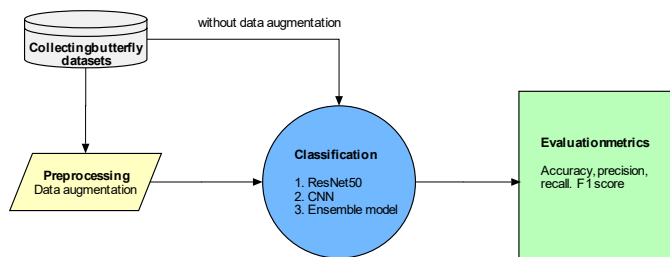 without data augmentation
Collectingbutterfly
datasets
Preprocessing
Data augmentation
Classification
1. ResNet50
2. CNN
3. Ensemble model
Evaluationmetrics
Accuracy, precision,
recall. F1 score